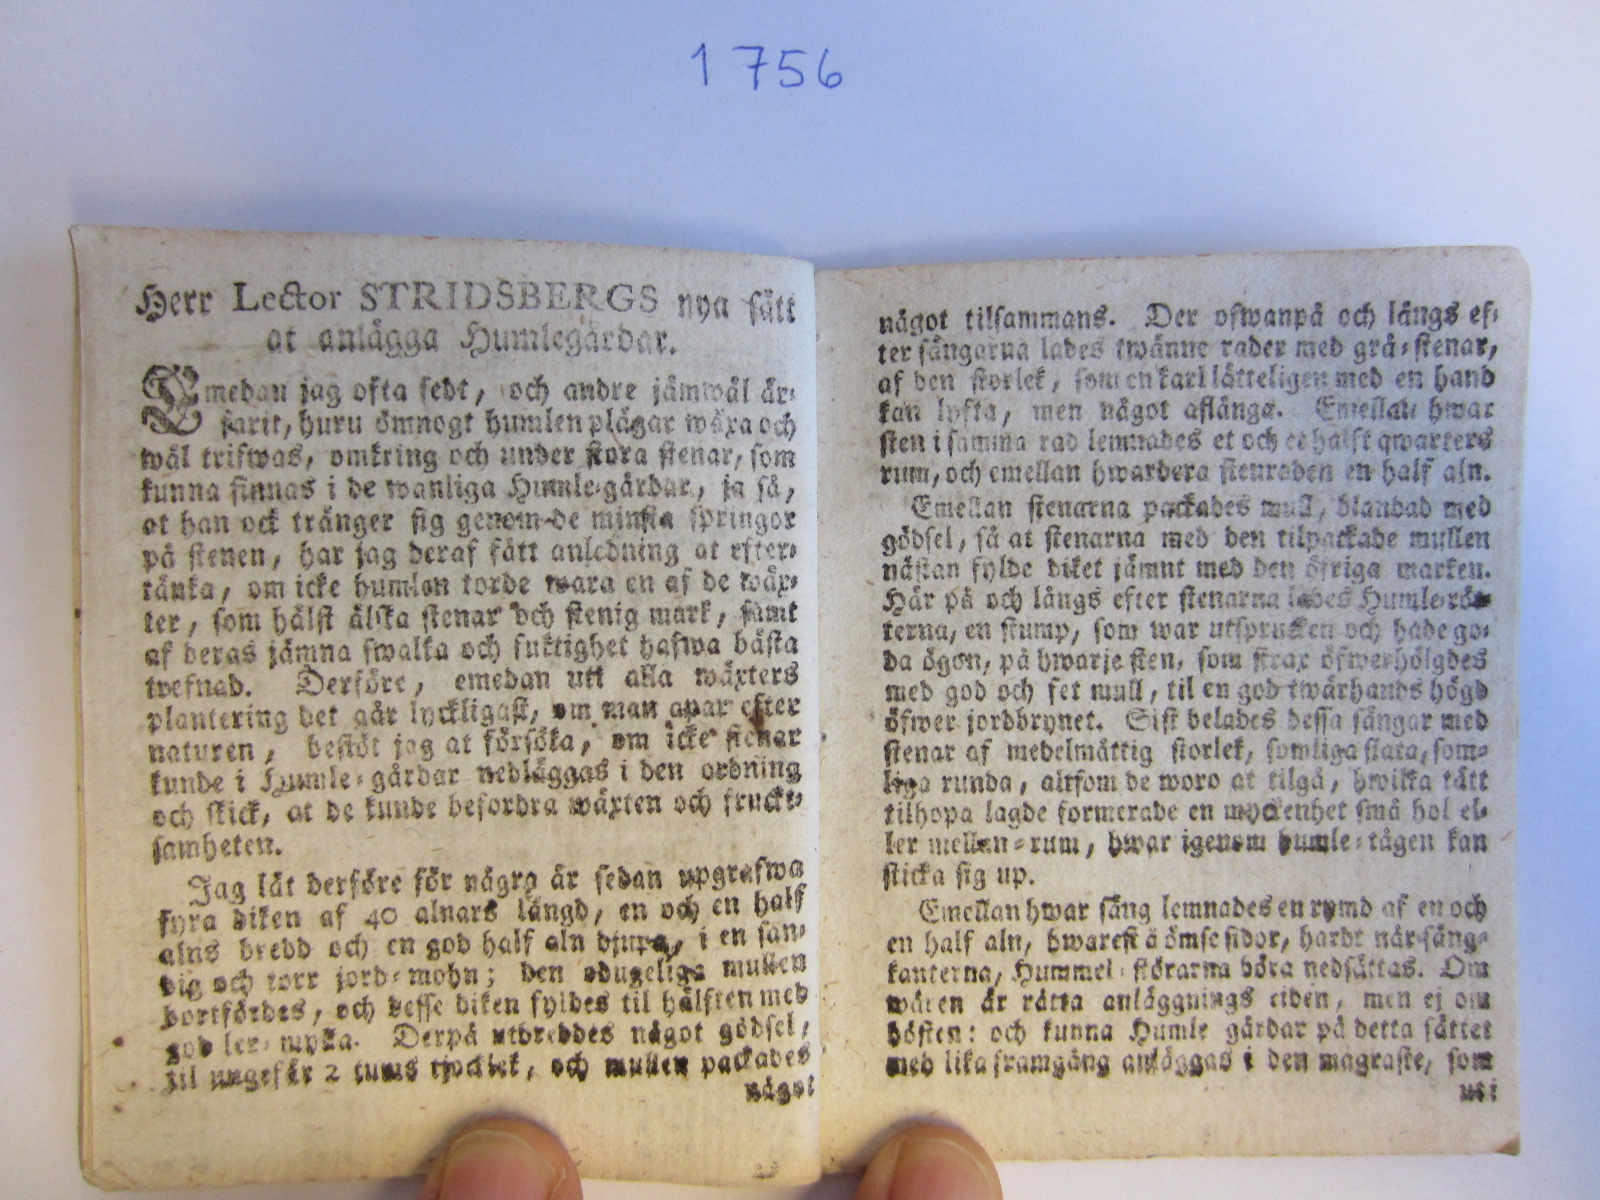 1756
Herr Lector STRIDSBERGS nya sätt
at anlägga Humlegårdar.
Emedan jag ofta sedt, och andre jämwäl är-
farit, huru ömnogt humlen plägar wäxa och
wäl trifwas, omkring och under stora stenar, som
kunna finnas i de wanliga Humle-gårdar, ja så,
at han ock tränger sig genom de minsta springor
på stenen, har jag deraf fått anledning at efter-
tänka, om icke humlen torde wara en af de wäx-
ter, som hälst älska stenar och stenig mark, samt
af deras jämna swalka och fuktighet hafwa bästa
trefnad. Derföre, emedan utt alla wäxters
plantering det går lyckligast, om man apar efter
naturen, beslöt jag at försöka, om icke stenar
kunde i Humle-gårdar nedläggas i den ordning
och skick, at de kunde befordra wäxten och frucht-
samheten.
Jag lät derföre för några år sedan upgrafwa
fyra diken af 40 alnars längd, en och en half
alns bredd och en god half aln djupa, i en san-
dig och torr jord-mohn; den odugeliga mullen
bortfördes, och desse diken fyldes til hälften med
god ler-mylla. Derpå utbreddes något gödsel,
til ungefär 2 tums tjocklek, och mullen packades
något
något tilsammans. Der ofwanpå och längs ef-
ter sängarna lades twänne rader med grå-stenar,
af den storlek, som en karl lätteligen med en hand
kan lyfta, men något aflånga. Emellan hwar
sten i samma rad lemnades et och et halft qwarters
rum, och emellan hwardera stenraden en half aln.
Emellan stenarna packades mull, blandad med
gödsel, så at stenarna med den tilpackade mullen
nästan fylde diket jämnt med den öfriga marken.
Här på och längs efter stenarna lades Humle-rö-
terna, en stump, som war utsprucken och hade go-
da ögon, på hwarje sten, som strax öfwerhölgdes
med god och fet mull, til en god twärhands högd
öfwer jordbrynet. Sist belades dessa sängar med
stenar af medelmåttig storlek, somliga flata, som-
liga runda, altsom de woro at tilgå, hwilka tätt
tilhopa lagde formerade en myckenhet små hol el-
ler mellan-rum, hwar igenom humle-tågen kan
sticka sig up.
Emellan hwar säng lemnades en rymd af en och
en half aln, hwarest å ömse sidor, hardt när säng-
kanterna, Hummel-störarna böra nedsättas. Om
wåren är rätta anläggnings tiden, men ej om
hösten: och kunna Humle gårdar på detta sättet
med lika framgång anläggas i den magraste, som